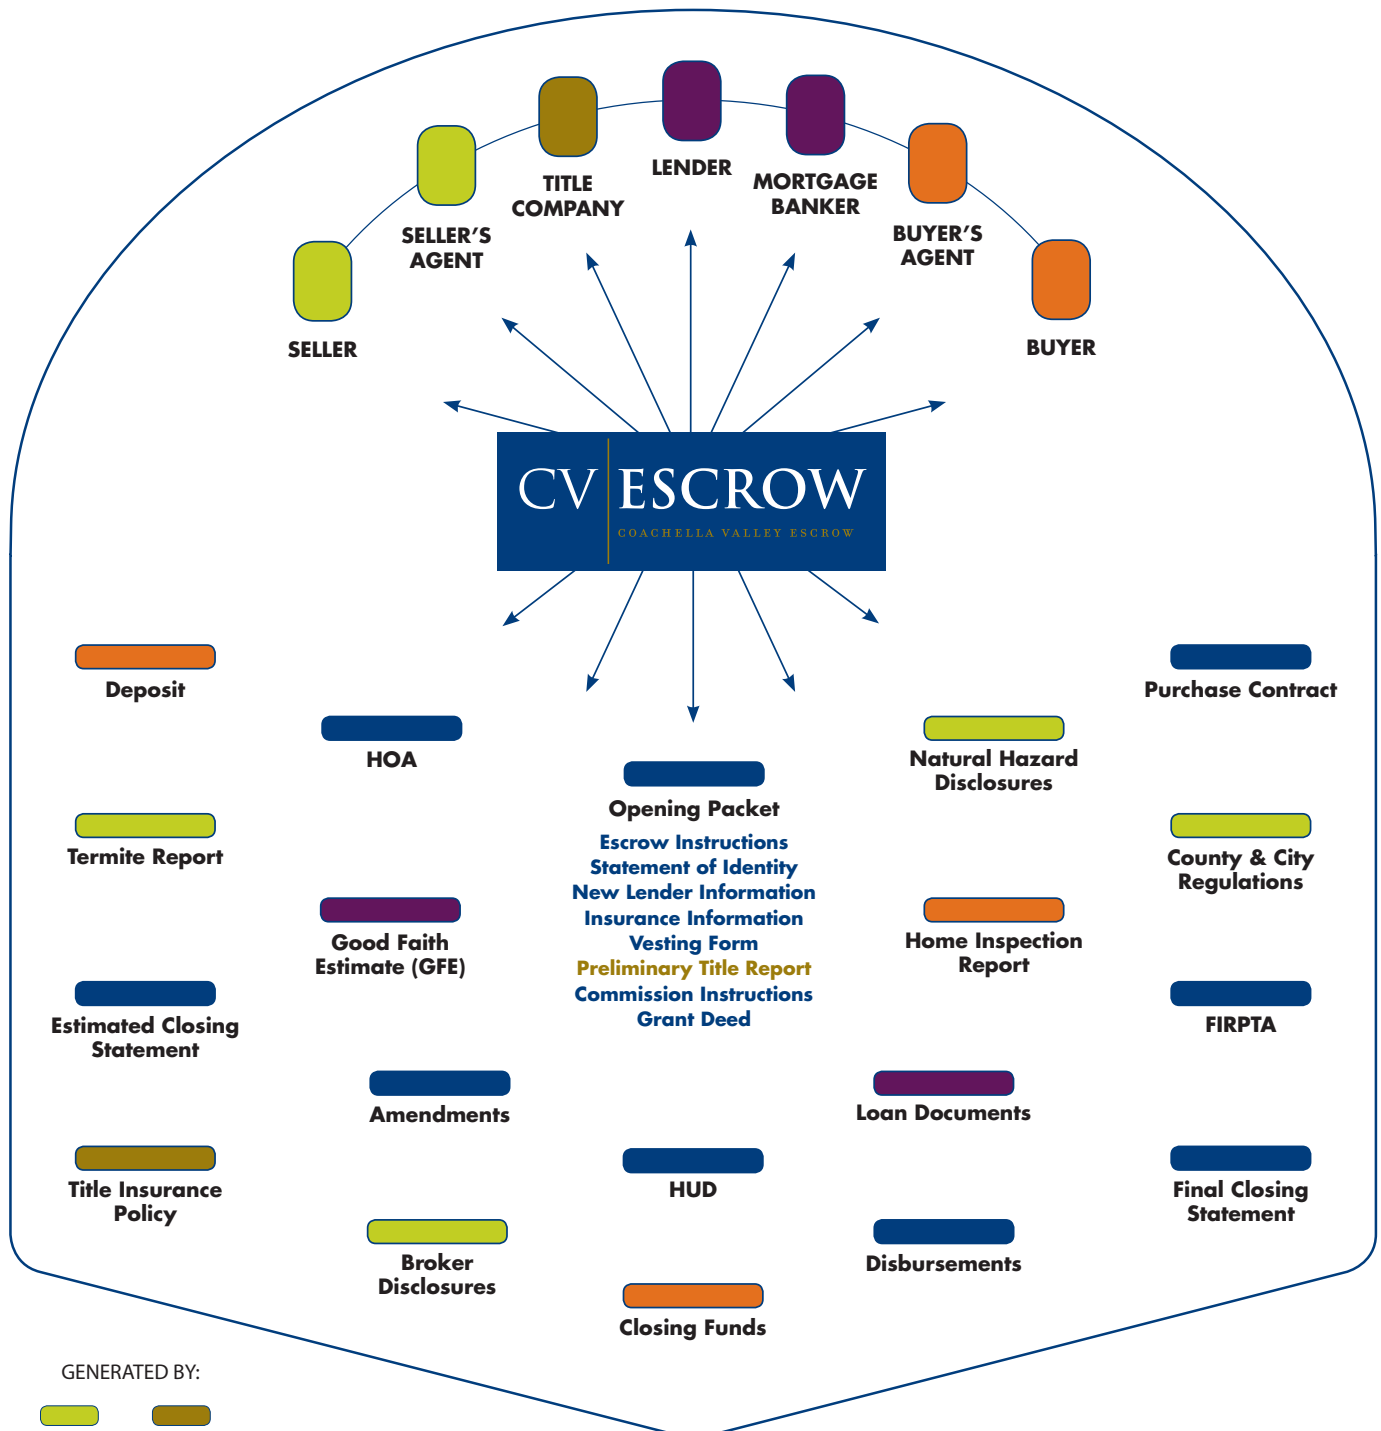 LENDER
TITLE
COMPANY
MORTGAGE
BANKER
SELLER'S
AGENT
BUYER'S
AGENT
SELLER
BUYER
CV ESCROW
COACHELLA VALLEY ESCROW
Deposit
Purchase Contract
HOA
Natural Hazard
Disclosures
Opening Packet
Escrow Instructions
Statement of Identity
New Lender Information
Insurance Information
Vesting Form
Preliminary Title Report
Commission Instructions
Grant Deed
Termite Report
County & City
Regulations
Good Faith
Estimate (GFE)
Home Inspection
Report
Estimated Closing
Statement
FIRPTA
Amendments
Loan Documents
Title Insurance
Policy
HUD
Final Closing
Statement
Broker
Disclosures
Disbursements
Closing Funds
GENERATED BY: